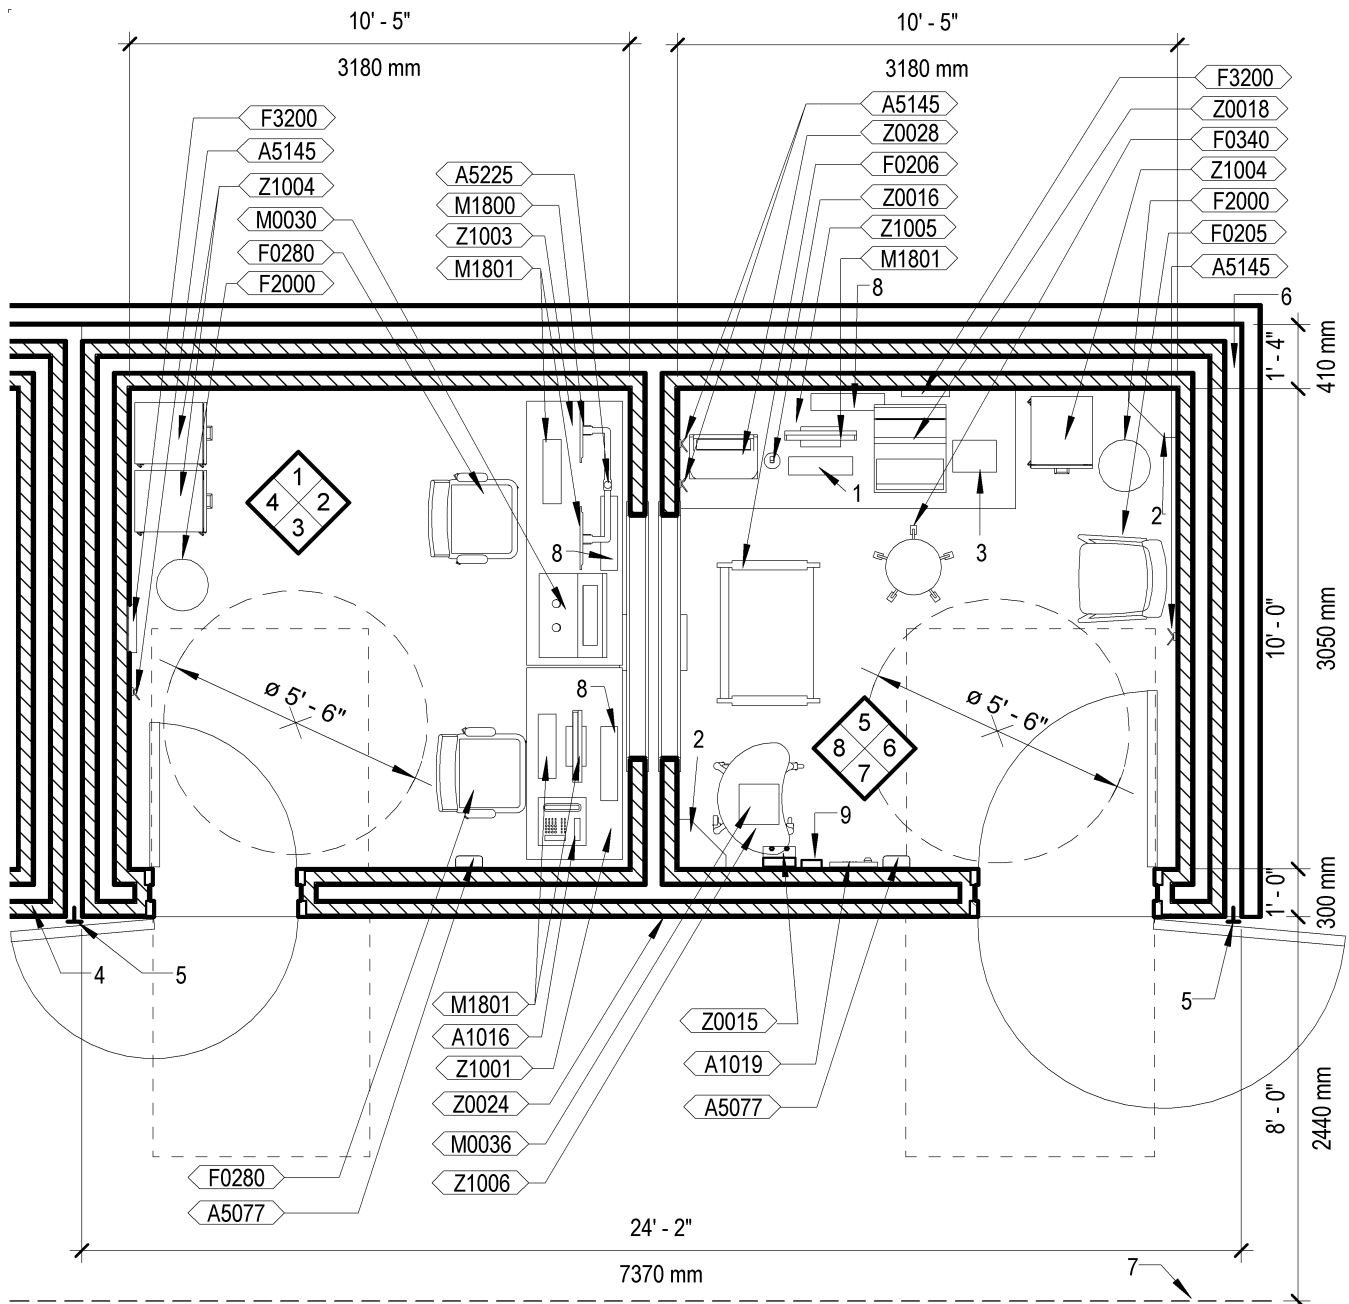 10' - 5"
3180 mm
10' - 5"
3180 mm
F3200
A5145
Z1004
M0030
F0280
F2000
A5225
M1800
Z1003
M1801
A5145
Z0028
F0206
Z0016
Z1005
M1801
8
F3200
Z0018
F0340
Z1004
F2000
F0205
A5145
6
1' - 4"
410 mm
1
4
2
3
8
1
3
2
10' - 0"
3050 mm
ø 5' - 6"
8
ø 5' - 6"
2
5
8
6
7
9
1' - 0"
300 mm
4
5
5
M1801
A1016
Z1001
Z0024
M0036
Z1006
Z0015
A1019
A5077
F0280
A5077
8' - 0"
2440 mm
24' - 2"
7370 mm
7